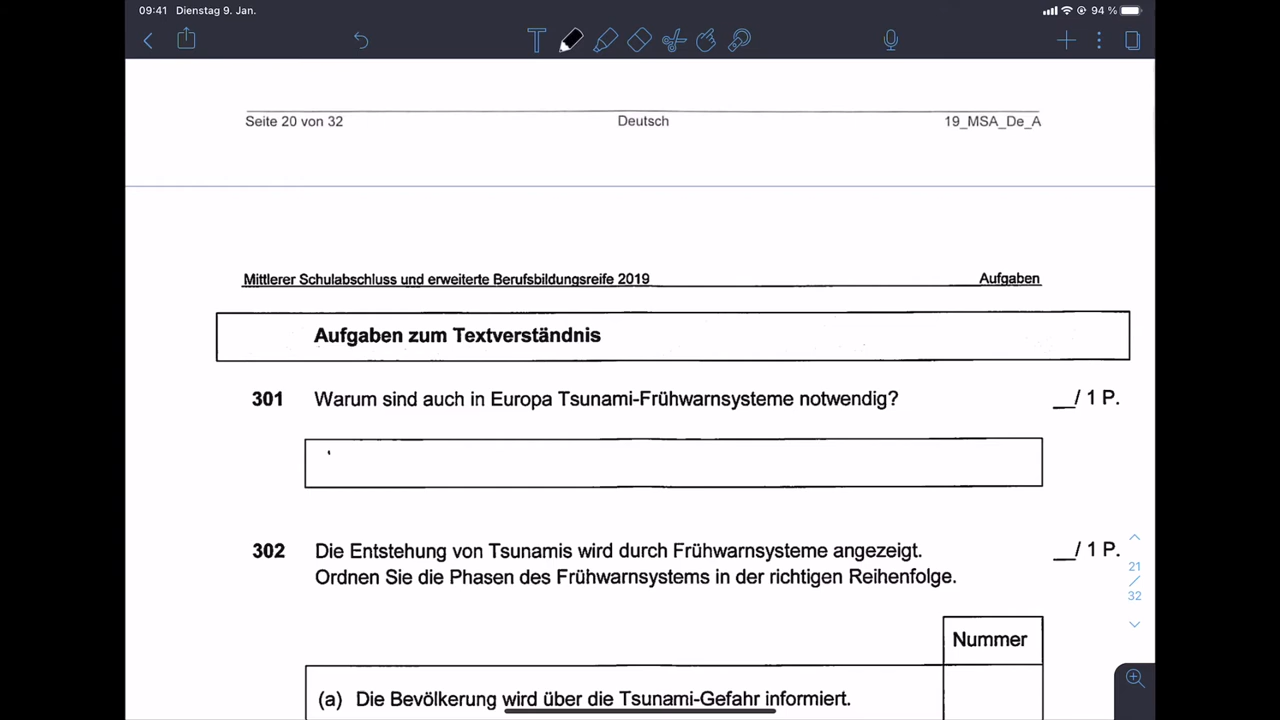 09:41 Dienstag 9. Jan.
94 %
Seite 20 von 32 Deutsch 19_MSA_De_A
Mittlerer Schulabschluss und erweiterte Berufsbildungsreife 2019 Aufgaben
Aufgaben zum Textverständnis
301 Warum sind auch in Europa Tsunami-Frühwarnsysteme notwendig? __/ 1 P.
302 Die Entstehung von Tsunamis wird durch Frühwarnsysteme angezeigt. __/ 1 P.
Ordnen Sie die Phasen des Frühwarnsystems in der richtigen Reihenfolge.
21
/
32
Nummer
(a) Die Bevölkerung wird über die Tsunami-Gefahr informiert.